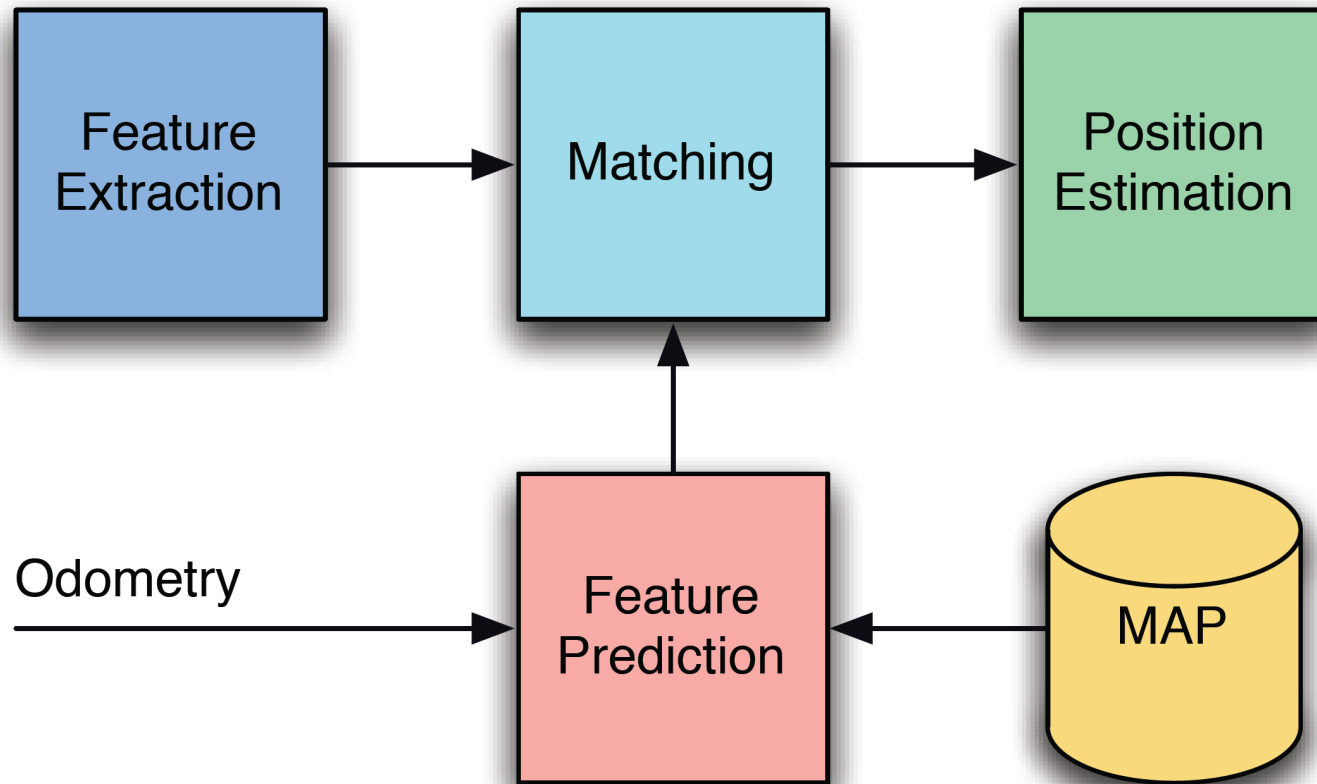 Feature
Extraction
Matching
Position
Estimation
Odometry
Feature
Prediction
MAP